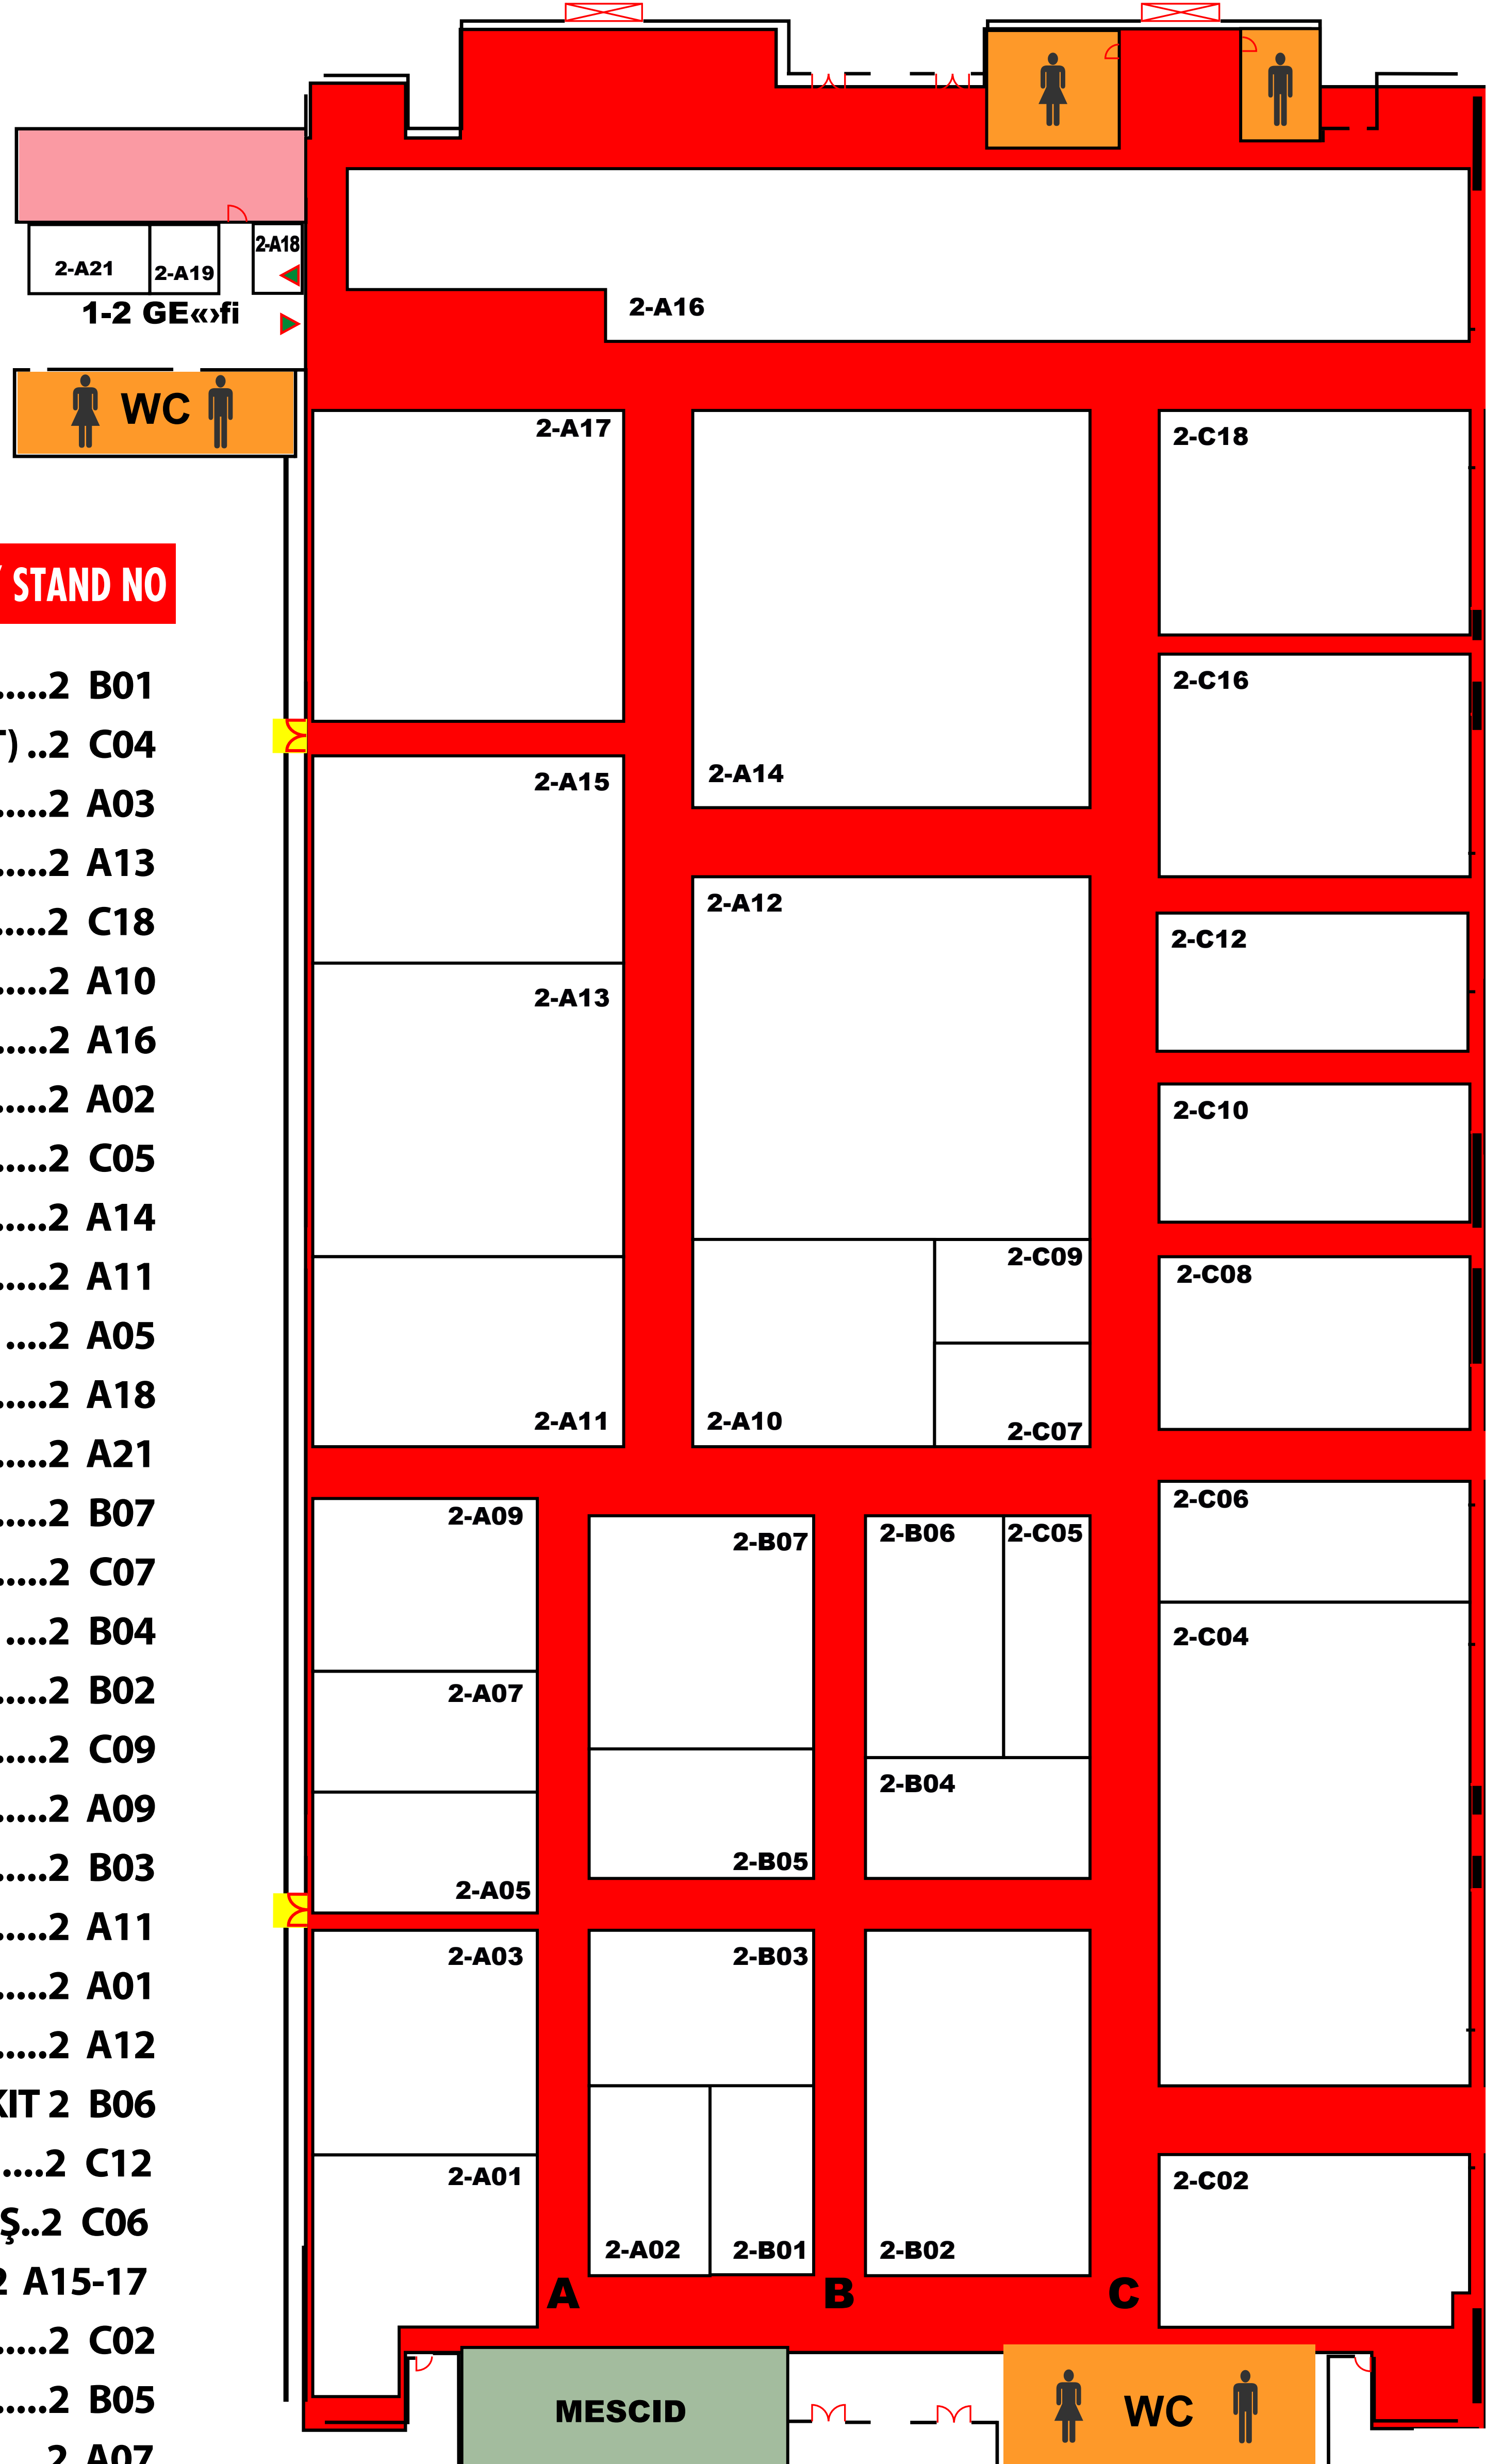 2-A18
2-A21
2-A19
1-2 GE«›fi
2-A16
WC
2-A17
2-C18
STAND NO
2-C16
.....2 B01
T) ..2 C04
2-A15
2-A14
.....2 A03
.....2 A13
2-A12
.....2 C18
2-C12
2-A13
.....2 A10
.....2 A16
.....2 A02
2-C10
.....2 C05
.....2 A14
2-C09
2-C08
.....2 A11
....2 A05
.....2 A18
2-A11
2-A10
2-C07
.....2 A21
2-C06
2-A09
2-B07
2-B06
2-C05
.....2 B07
.....2 C07
....2 B04
2-C04
2-A07
.....2 B02
.....2 C09
2-B04
.....2 A09
2-B05
.....2 B03
2-A05
.....2 A11
2-A03
2-B03
.....2 A01
.....2 A12
KIT 2 B06
....2 C12
2-A01
2-C02
Ş..2 C06
2-A02
2-B01
2-B02
2 A15-17
A
B
C
.....2 C02
.....2 B05
MESCID
WC
2 A07